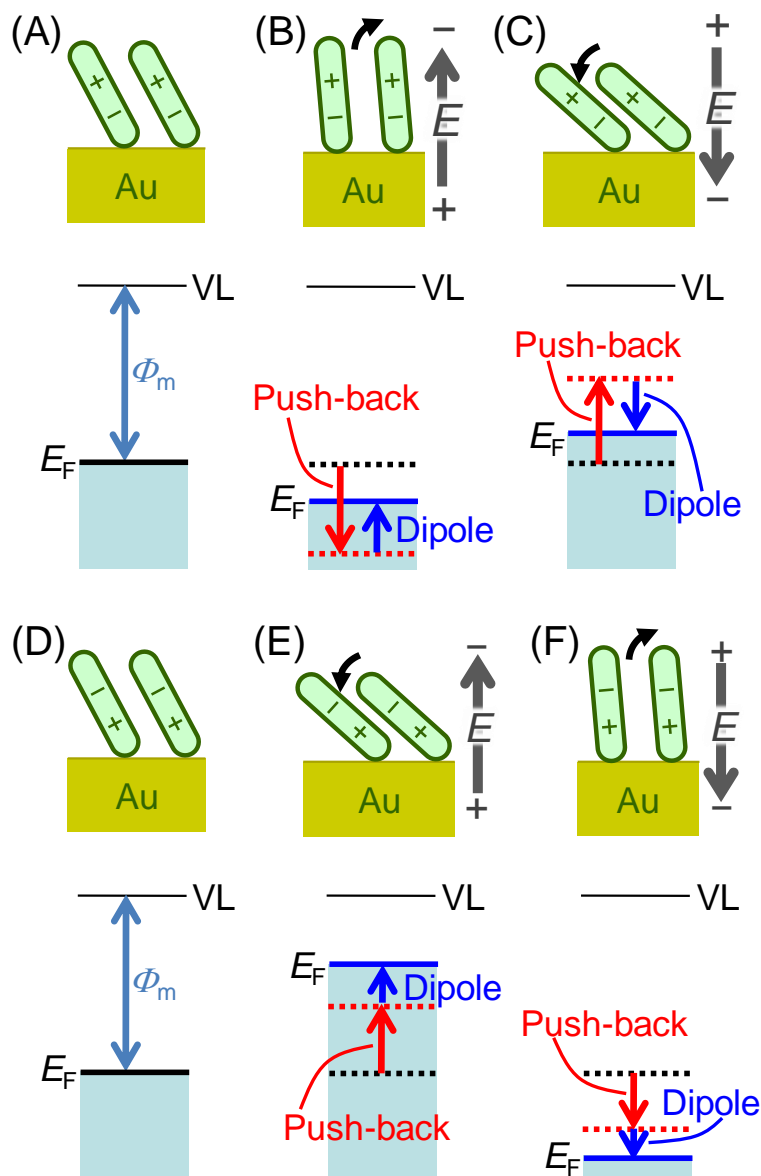 (A) (B) (C)
+ − + − + − + −
− E + + E −
Au Au Au
VL VL VL
Φm
Push-back
Push-back
EF EF EF
Dipole Dipole
(D) (E) (F)
− + − + − + − +
− E + + E −
Au Au Au
VL VL VL
Φm
EF
Dipole
Push-back
Push-back
EF
Dipole
EF